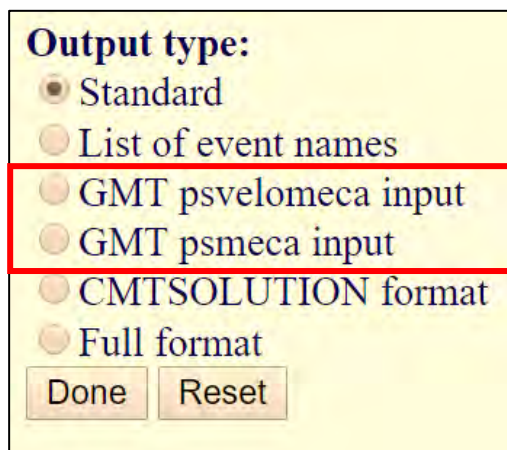 Output type:
Standard
List of event names
GMT psvelomeca input
GMT psmeca input
CMTSOLUTION format
Full format
Done Reset